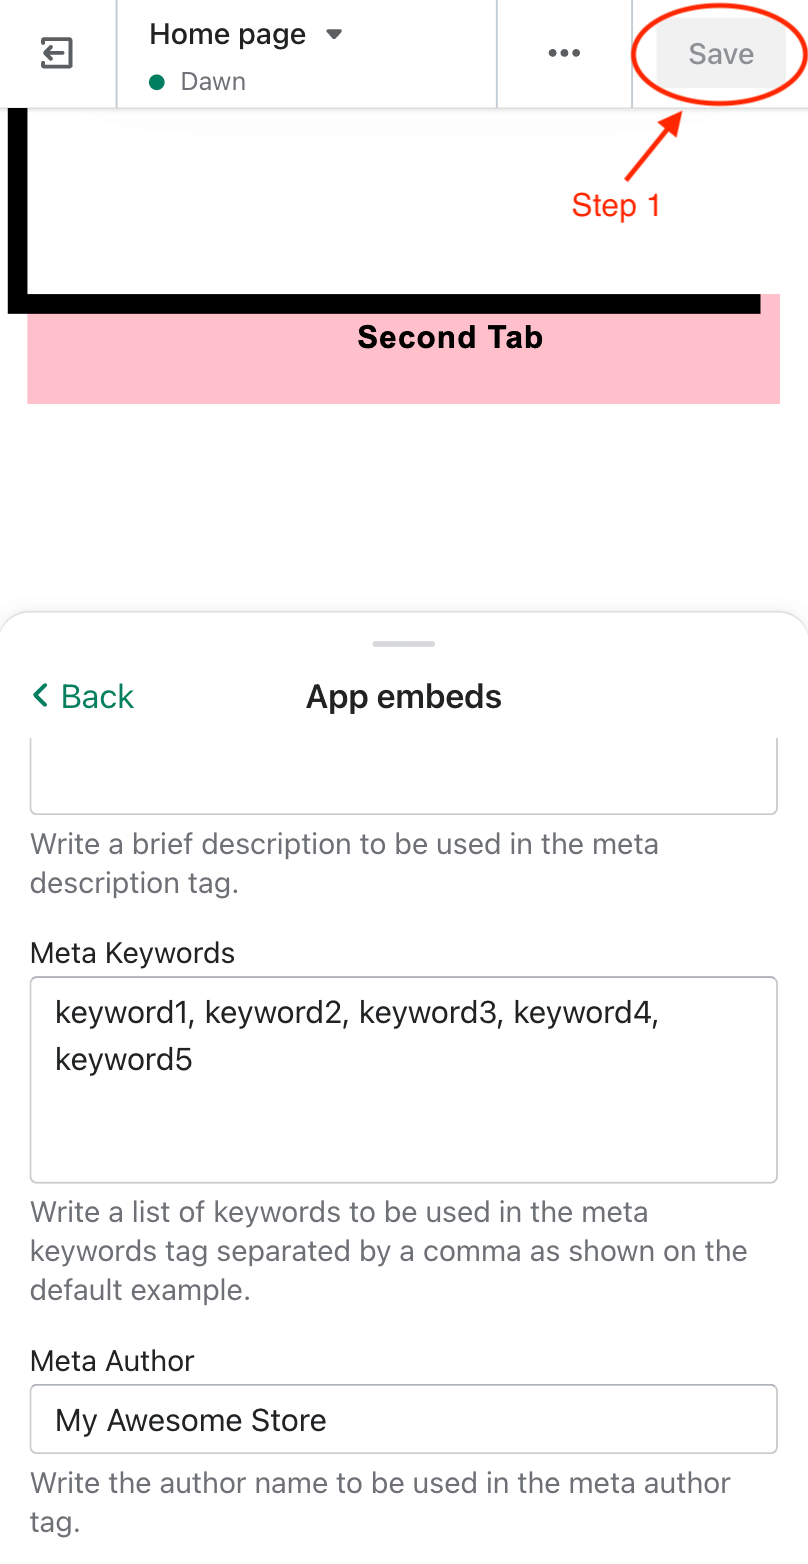 Home page
Dawn
Save
Step 1
Second Tab
Back
App embeds
Write a brief description to be used in the meta
description tag.
Meta Keywords
keyword1, keyword2, keyword3, keyword4,
keyword5
Write a list of keywords to be used in the meta
keywords tag separated by a comma as shown on the
default example.
Meta Author
My Awesome Store
Write the author name to be used in the meta author
tag.